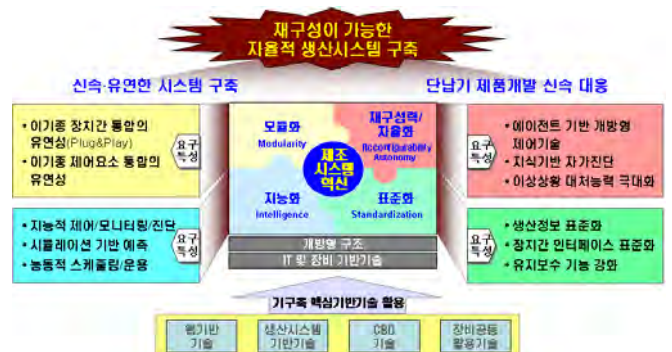 재구성이 가능한
자율적 생산시스템 구축
신속·유연한 시스템 구축
단납기 제품개발 신속 대응
• 이기종 장치간 통합의
유연성(Plug&Play)
• 이기종 제어요소 통합의
유연성
요구
특성
모듈화
Modularity
재구성력/
자율화
Reconfigurability
Autonomy
제조
시스템
혁신
지능화
Intelligence
표준화
Standardization
요구
특성
• 에이전트 기반 개방형
제어기술
• 지식기반 자가진단
• 이상상황 대처능력 극대화
• 지능적 제어/모니터링/진단
• 시뮬레이션 기반 예측
• 능동적 스케줄링/운용
요구
특성
개방형 구조
IT 및 장비 기반기술
요구
특성
• 생산정보 표준화
• 장치간 인터페이스 표준화
• 유지보수 기능 강화
기구축 핵심기반기술 활용
웹기반
기술
생산시스템
기반기술
CBD
기술
장비공동
활용기술